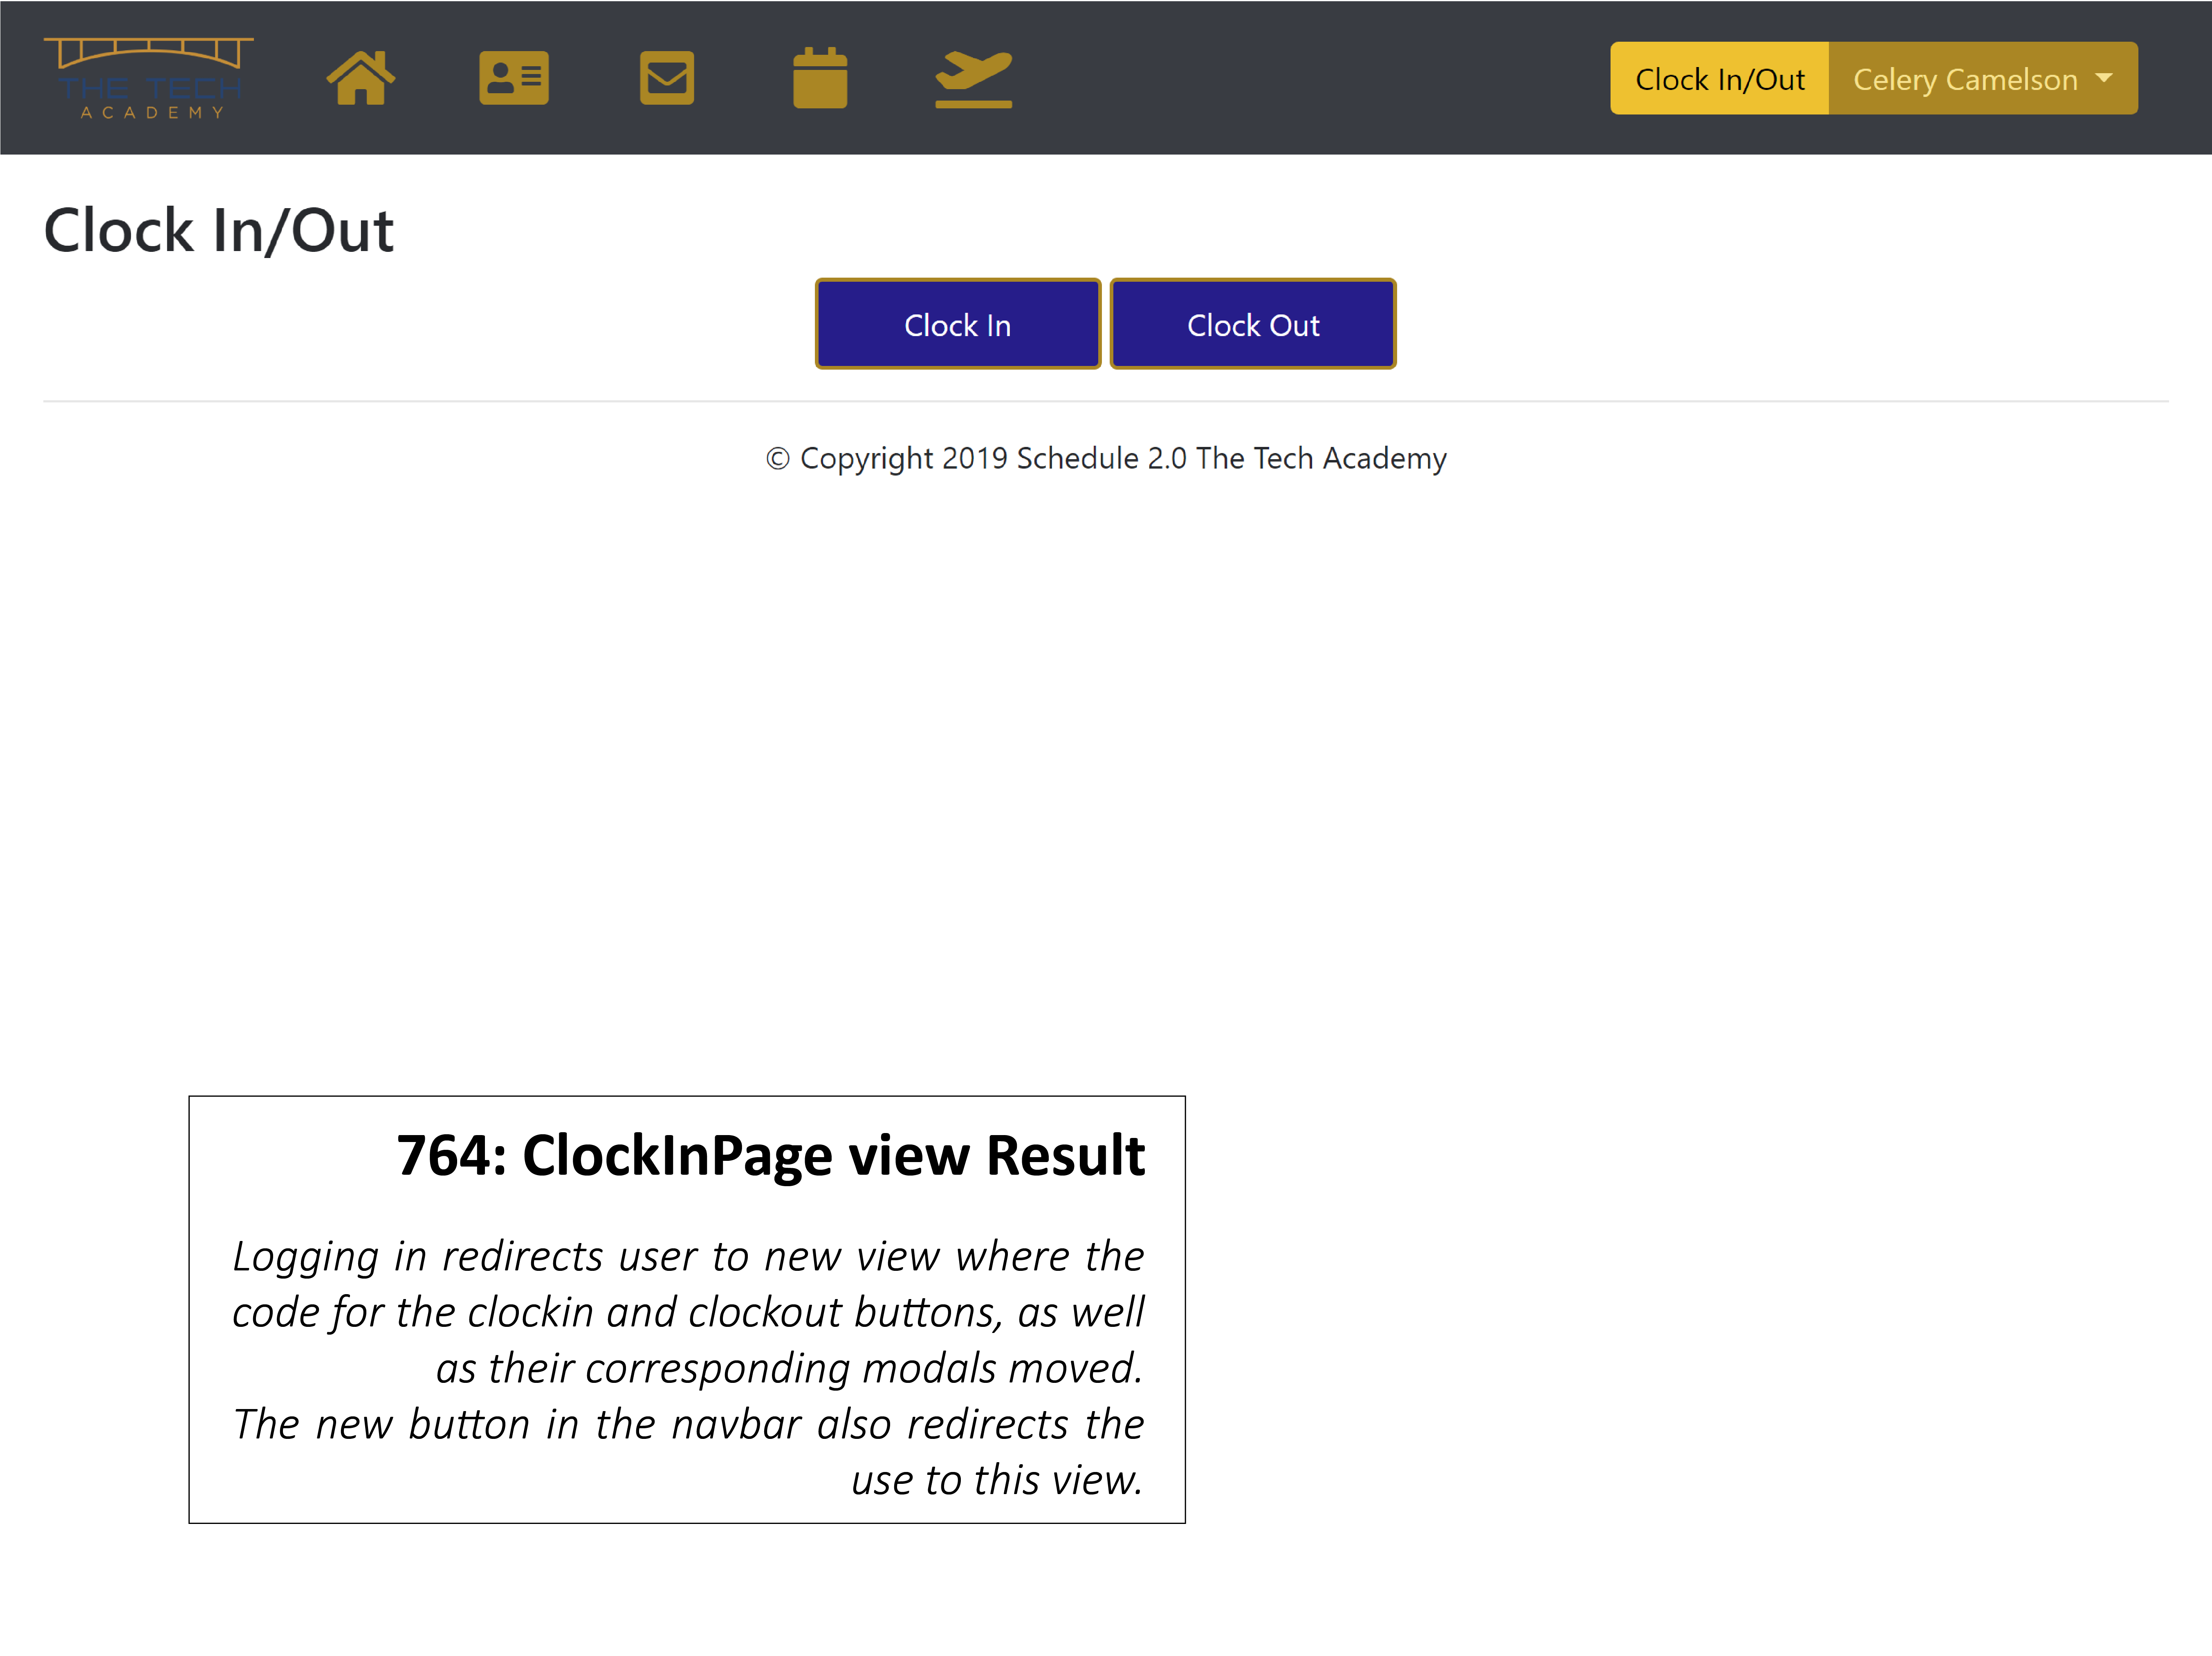 THE TECH
ACADEMY
Clock In/Out
Celery Camelson
Clock In/Out
Clock In
Clock Out
© Copyright 2019 Schedule 2.0 The Tech Academy
764: ClockInPage view Result
Logging in redirects user to new view where the
code for the clockin and clockout buttons, as well
as their corresponding modals moved.
The new button in the navbar also redirects the
use to this view.